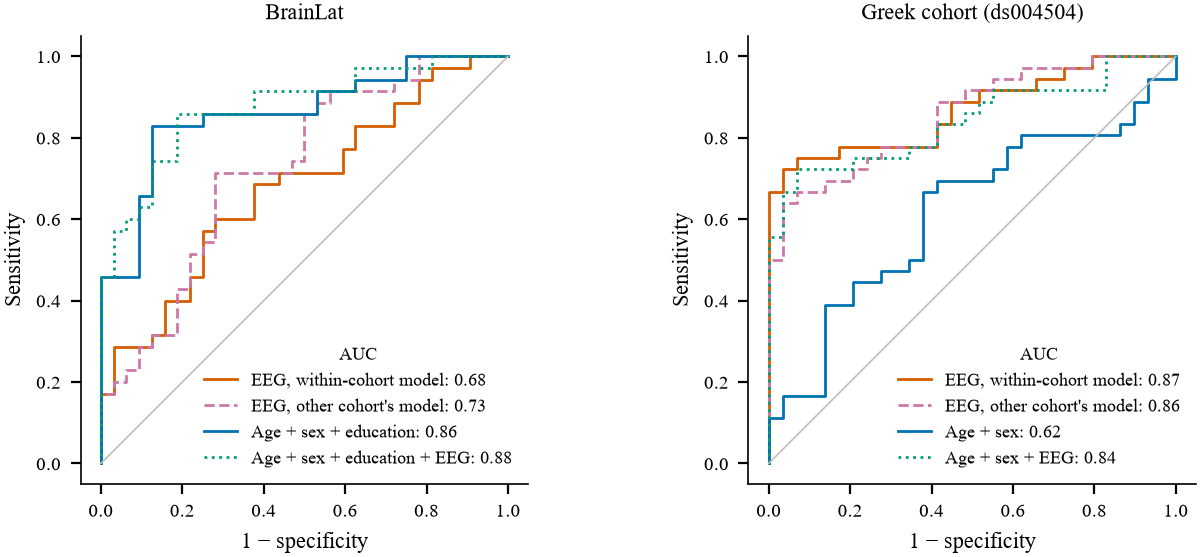 BrainLat
Sensitivity
1.0
0.8
0.6
0.4
0.2
0.0
AUC
EEG, within-cohort model: 0.68
EEG, other cohort's model: 0.73
Age + sex + education: 0.86
Age + sex + education + EEG: 0.88
0.0 0.2 0.4 0.6 0.8 1.0
1 − specificity
Greek cohort (ds004504)
Sensitivity
1.0
0.8
0.6
0.4
0.2
0.0
AUC
EEG, within-cohort model: 0.87
EEG, other cohort's model: 0.86
Age + sex: 0.62
Age + sex + EEG: 0.84
0.0 0.2 0.4 0.6 0.8 1.0
1 − specificity